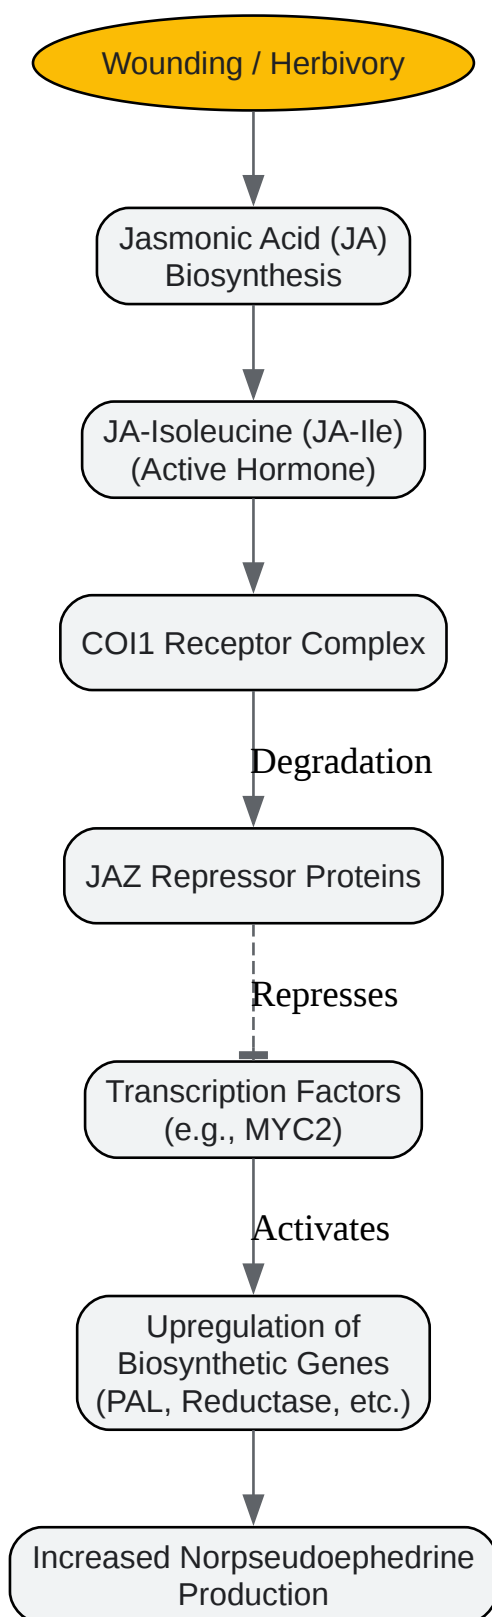 Wounding / Herbivory
Jasmonic Acid (JA)
Biosynthesis
JA-Isoleucine (JA-Ile)
(Active Hormone)
COI1 Receptor Complex
Degradation
JAZ Repressor Proteins
Represses
Transcription Factors
(e.g., MYC2)
Activates
Upregulation of
Biosynthetic Genes
(PAL, Reductase, etc.)
Increased Norpseudoephedrine
Production